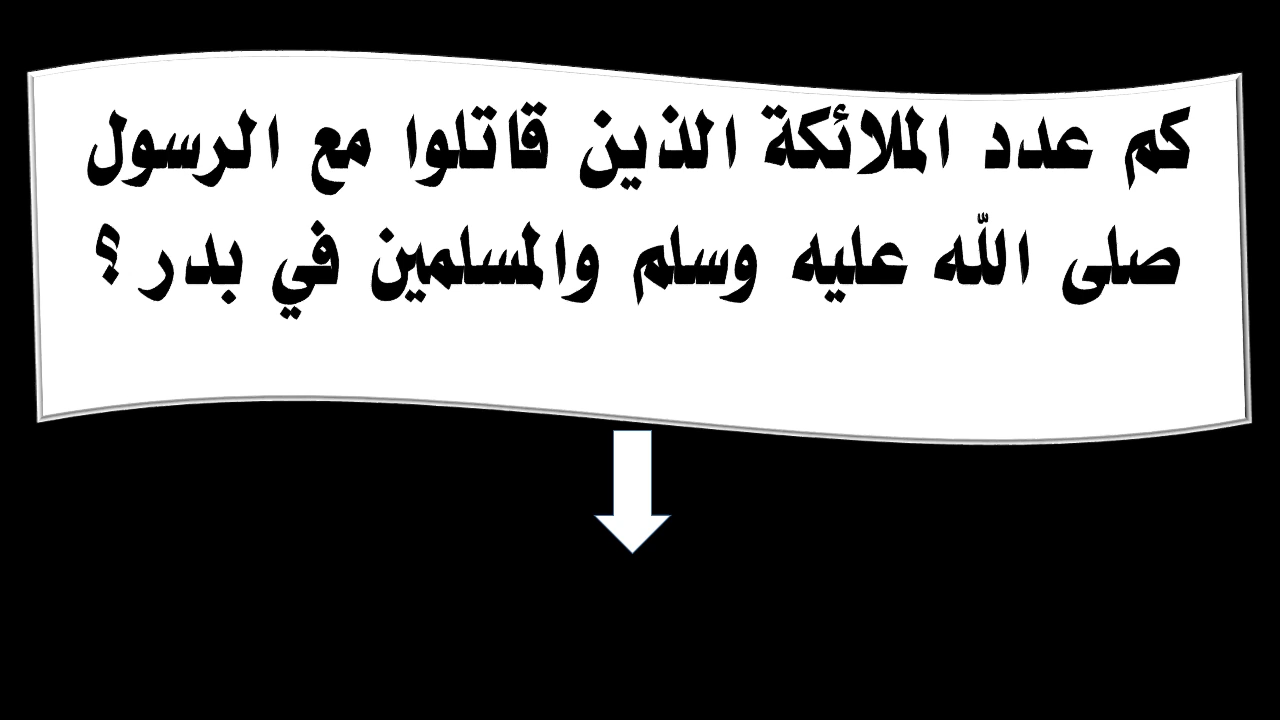 كم عدد الملائكة الذين قاتلوا مع الرسول
صلى الله عليه وسلم والمسلمين في بدر ؟